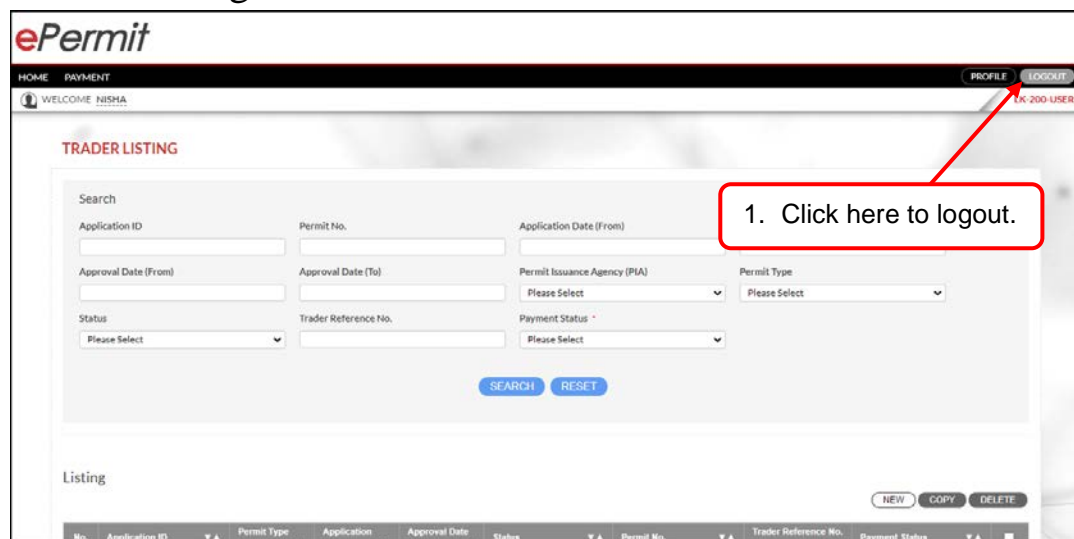 ePermit
HOME PAYMENT PROFILE LOGOUT
WELCOME NISHA
-200-USER
TRADER LISTING
1. Click here to logout.
Search
Application ID Permit No. Application Date (From)
Approval Date (From) Approval Date (To) Permit Issuance Agency (PIA) Permit Type
Please Select Please Select
Status Trader Reference No. Payment Status *
Please Select Please Select
SEARCH RESET
Listing
NEW COPY DELETE
No. Application ID Permit Type Application Approval Date Status Permit No. Trader Reference No. Payment Status